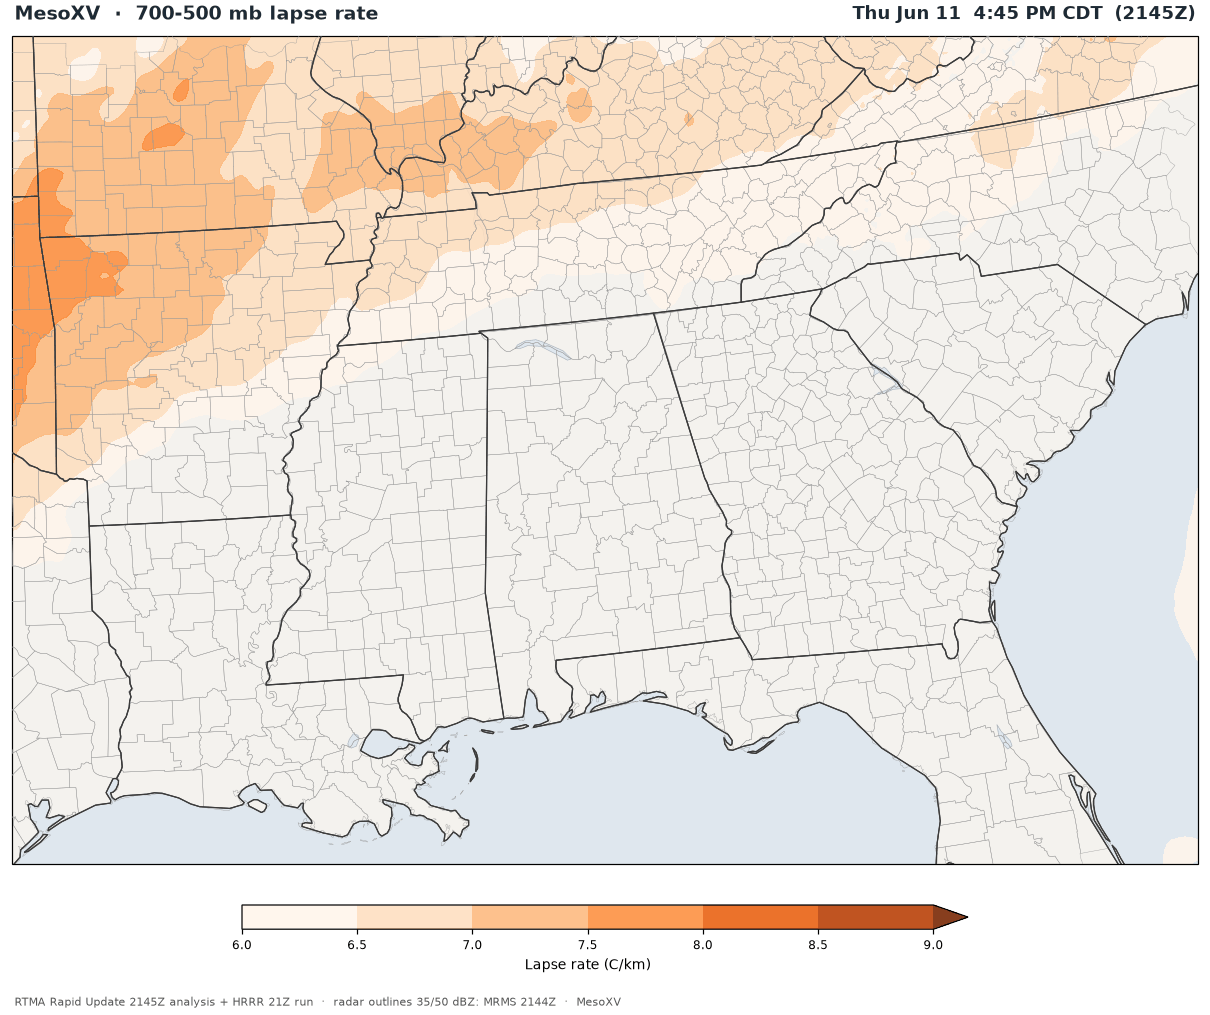 MesoXV · 700-500 mb lapse rate
Thu Jun 11 4:45 PM CDT (2145Z)
6.0 6.5 7.0 7.5 8.0 8.5 9.0
Lapse rate (C/km)
RTMA Rapid Update 2145Z analysis + HRRR 21Z run · radar outlines 35/50 dBZ: MRMS 2144Z · MesoXV